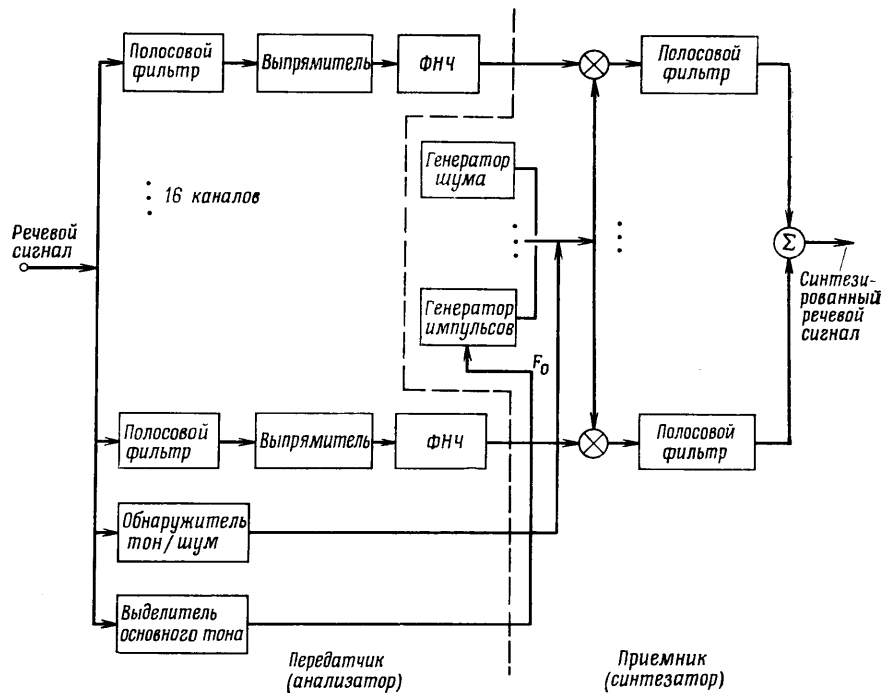 Полосовой
фильтр
Выпрямитель
ФНЧ
Полосовой
фильтр
Генератор
шума
16 каналов
Речевой
сигнал
Σ
Синтези-
рованный
речевой
сигнал
Генератор
импульсов
F₀
Полосовой
фильтр
Выпрямитель
ФНЧ
Полосовой
фильтр
Обнаружитель
тон/шум
Выделитель
основного тона
Передатчик
(анализатор)
Приемник
(синтезатор)